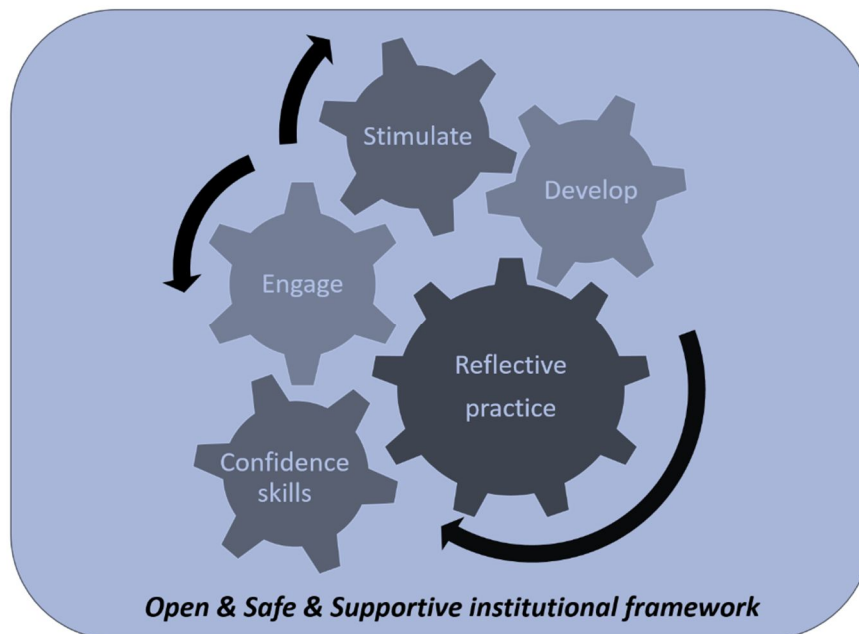 Stimulate
Develop
Engage
Reflective
practice
Confidence
skills
Open & Safe & Supportive institutional framework